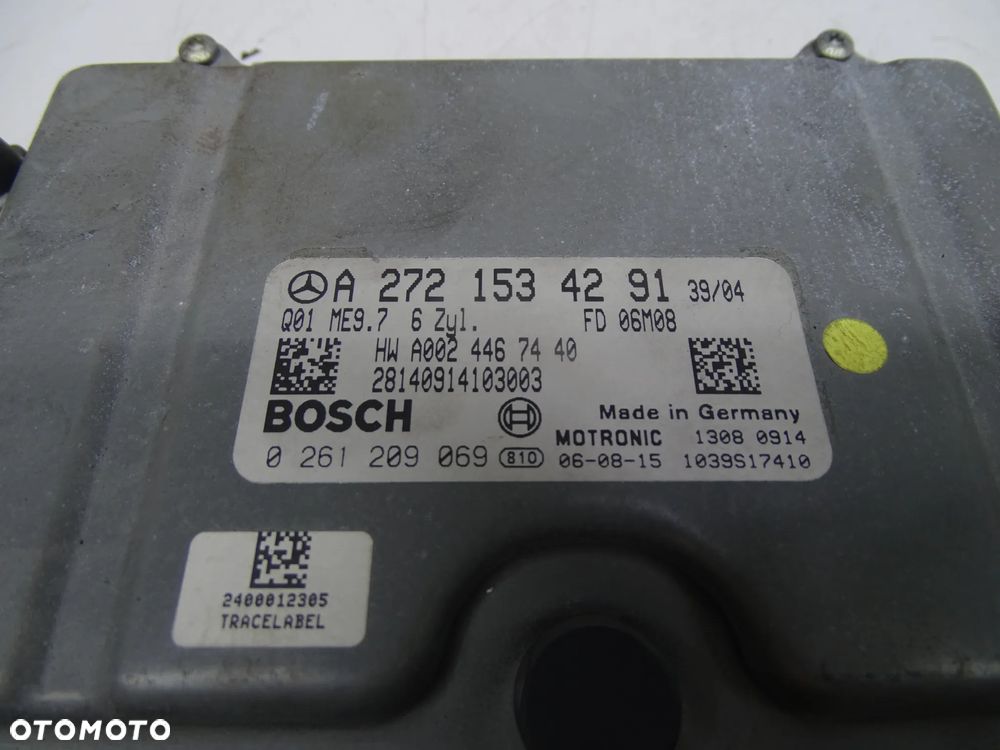 A 272 153 42 91 39/04
Q01 ME9.7 6 Zyl. FD 06M08
HW A002 446 74 40
28140914103003
BOSCH Made in Germany
MOTRONIC 1308 0914
0 261 209 069 810 06-08-15 1039S17410
2400012305
TRACELABEL
OTOMOTO